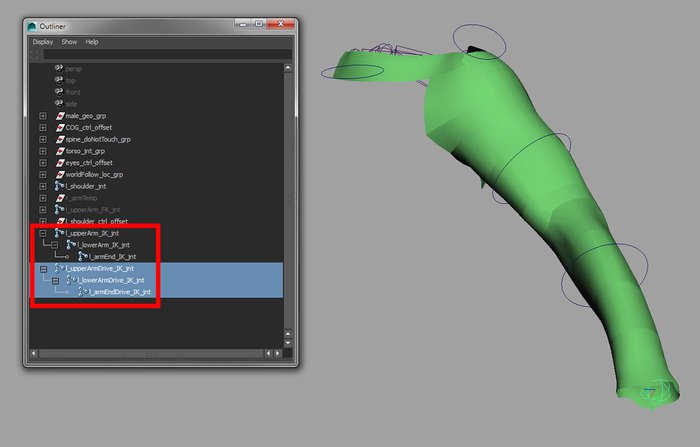 Outliner
Display Show Help
persp
top
front
side
male_geo_grp
COG_ctrl_offset
spine_doNotTouch_grp
torso_jnt_grp
eyes_ctrl_offset
worldFollow_loc_grp
l_shoulder_jnt
l_armTemp
l_upperArm_FK_jnt
l_shoulder_ctrl_offset
l_upperArm_IK_jnt
l_lowerArm_IK_jnt
l_armEnd_IK_jnt
l_upperArmDrive_IK_jnt
l_lowerArmDrive_IK_jnt
l_armEndDrive_IK_jnt